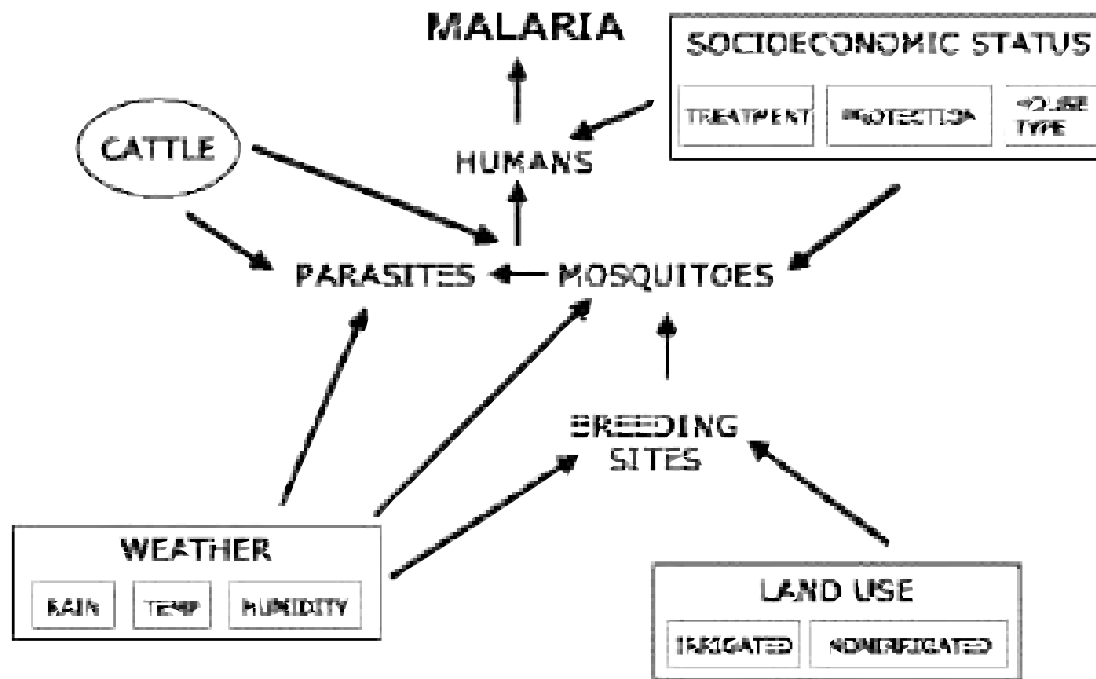 MALARIA
SOCIOECONOMIC STATUS
TREATMENT
PROTECTION
HOUSE
TYPE
CATTLE
HUMANS
PARASITES
MOSQUITOES
BREEDING
SITES
WEATHER
RAIN
TEMP
HUMIDITY
LAND USE
IRRIGATED
NONIRRIGATED